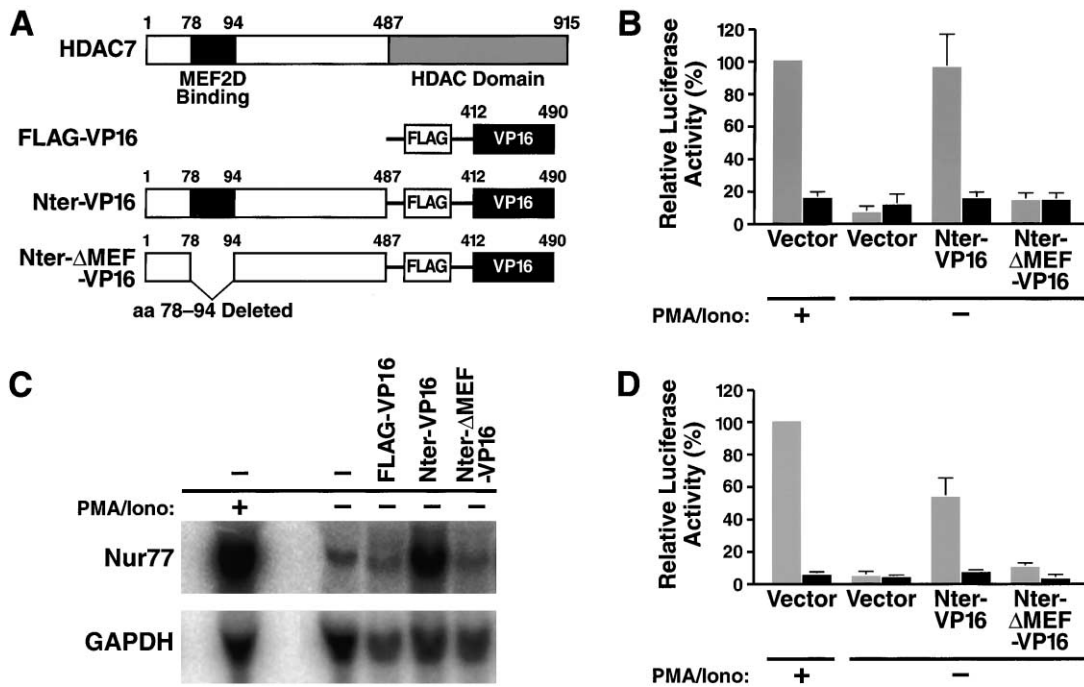 A
1 78 94 487 915
HDAC7
MEF2D
Binding
HDAC Domain
412 490
FLAG-VP16
FLAG
VP16
1 78 94 487 412 490
Nter-VP16
FLAG
VP16
1 78 94 487 412 490
Nter-ΔMEF
-VP16
FLAG
VP16
aa 78–94 Deleted
B
Relative Luciferase
Activity (%)
120
100
80
60
40
20
0
Vector
Vector
Nter-
VP16
Nter-
ΔMEF
-VP16
PMA/Iono: + −
C
− − FLAG-VP16 Nter-VP16 Nter-ΔMEF
-VP16
PMA/Iono: + − − − −
Nur77
GAPDH
D
Relative Luciferase
Activity (%)
120
100
80
60
40
20
0
Vector
Vector
Nter-
VP16
Nter-
ΔMEF
-VP16
PMA/Iono: + −